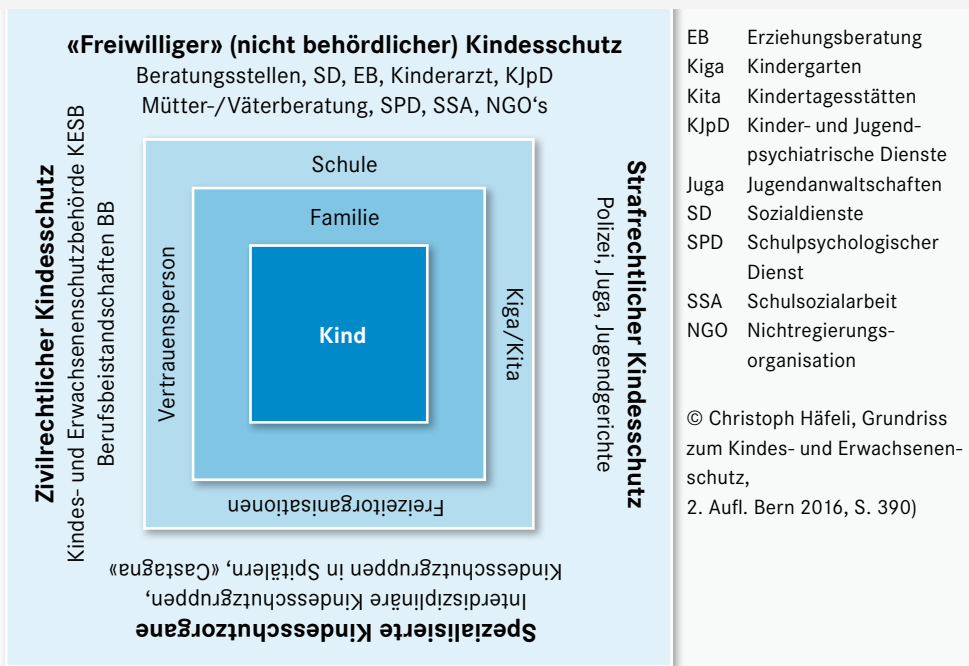 «Freiwilliger» (nicht behördlicher) Kindesschutz
Beratungsstellen, SD, EB, Kinderarzt, KJpD
Mütter-/Väterberatung, SPD, SSA, NGO‘s
Zivilrechtlicher Kindesschutz
Kindes- und Erwachsenenschutzbehörde KESB
Berufsbeistandschaften BB
Schule
Familie
Vertrauensperson
Kind
Kiga/Kita
Freizeitorganisationen
Strafrechtlicher Kindesschutz
Polizei, Juga, Jugendgerichte
Spezialisierte Kindesschutzorgane
Interdisziplinäre Kindesschutzgruppen,
Kindesschutzgruppen in Spitälern, «Castagna»
EB Erziehungsberatung
Kiga Kindergarten
Kita Kindertagesstätten
KJpD Kinder- und Jugend-
psychiatrische Dienste
Juga Jugendanwaltschaften
SD Sozialdienste
SPD Schulpsychologischer
Dienst
SSA Schulsozialarbeit
NGO Nichtregierungs-
organisation
© Christoph Häfeli, Grundriss
zum Kindes- und Erwachsenen-
schutz,
2. Aufl. Bern 2016, S. 390)